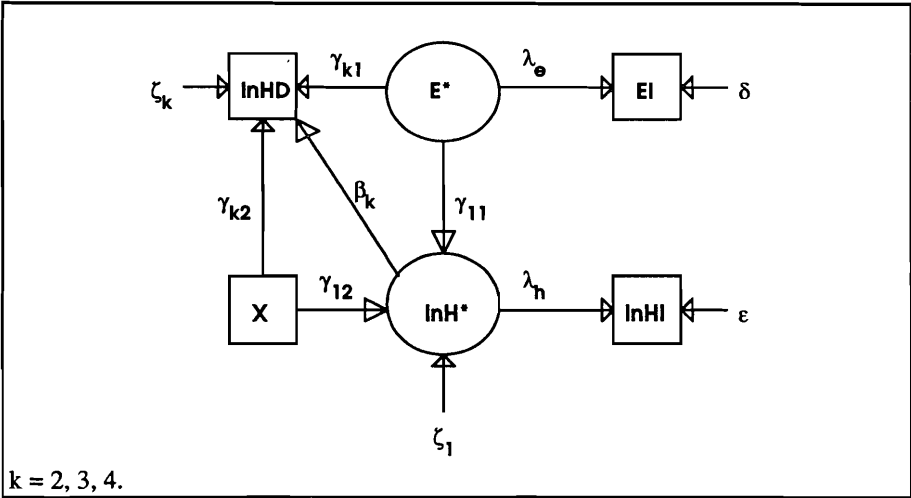 γk1
λe
ζk
lnHD
E*
EI
δ
βk
γk2
γ11
γ12
λh
X
lnH*
lnHI
ε
ζ1
k = 2, 3, 4.